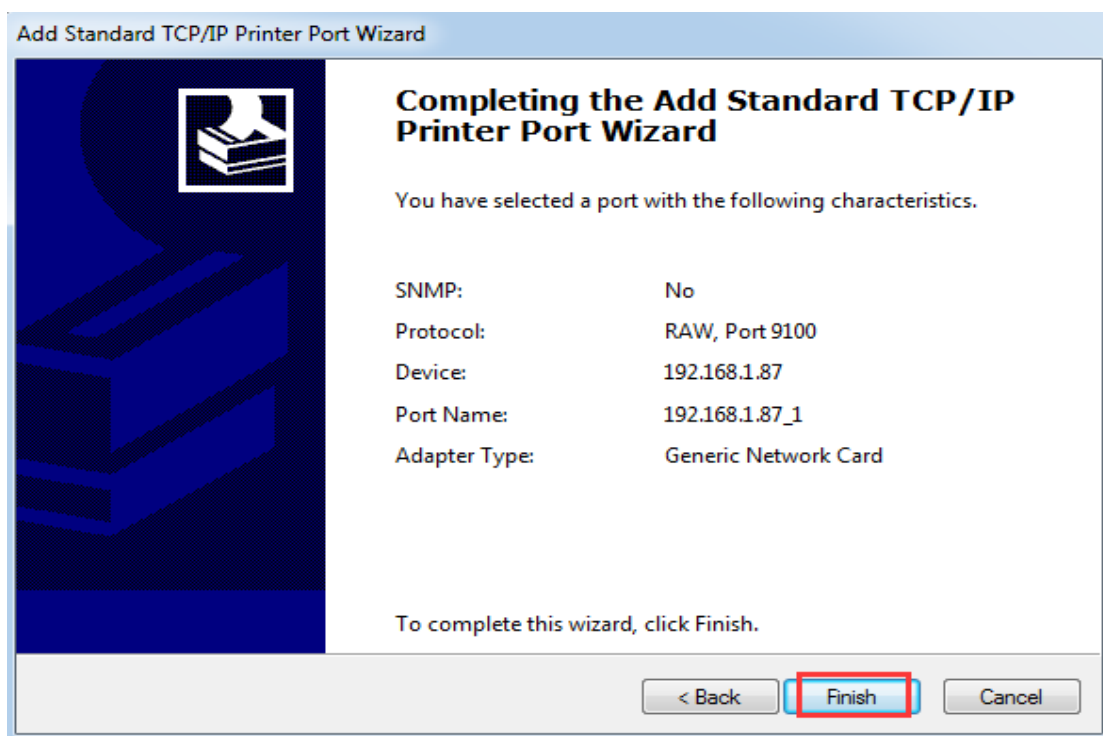 Add Standard TCP/IP Printer Port Wizard
Completing the Add Standard TCP/IP
Printer Port Wizard
You have selected a port with the following characteristics.
SNMP: No
Protocol: RAW, Port 9100
Device: 192.168.1.87
Port Name: 192.168.1.87_1
Adapter Type: Generic Network Card
To complete this wizard, click Finish.
< Back Finish Cancel